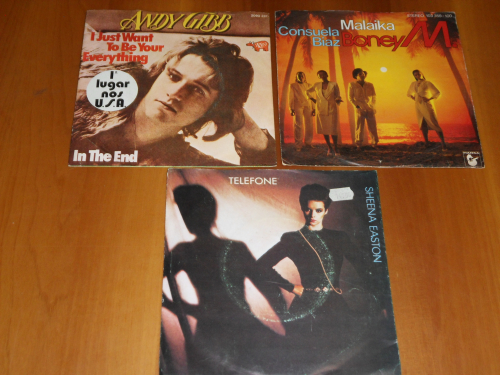 ANDY GIBB
I Just Want
To Be Your
Everything
1º
lugar
nos
U.S.A.
In The End
Malaika
Consuela
Biaz
Boney M.
TELEFONE
SHEENA EASTON